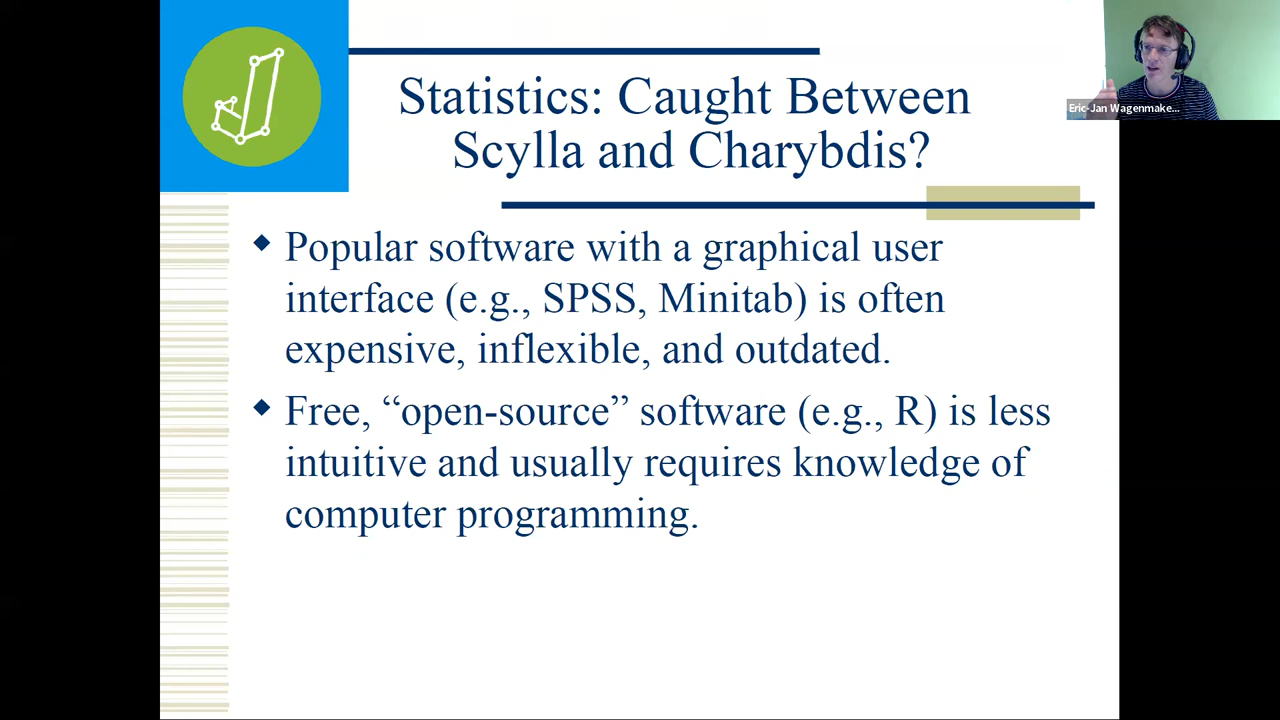 Statistics: Caught Between
Scylla and Charybdis?
Eric-Jan Wagenmake...
Popular software with a graphical user
interface (e.g., SPSS, Minitab) is often
expensive, inflexible, and outdated.
Free, “open-source” software (e.g., R) is less
intuitive and usually requires knowledge of
computer programming.